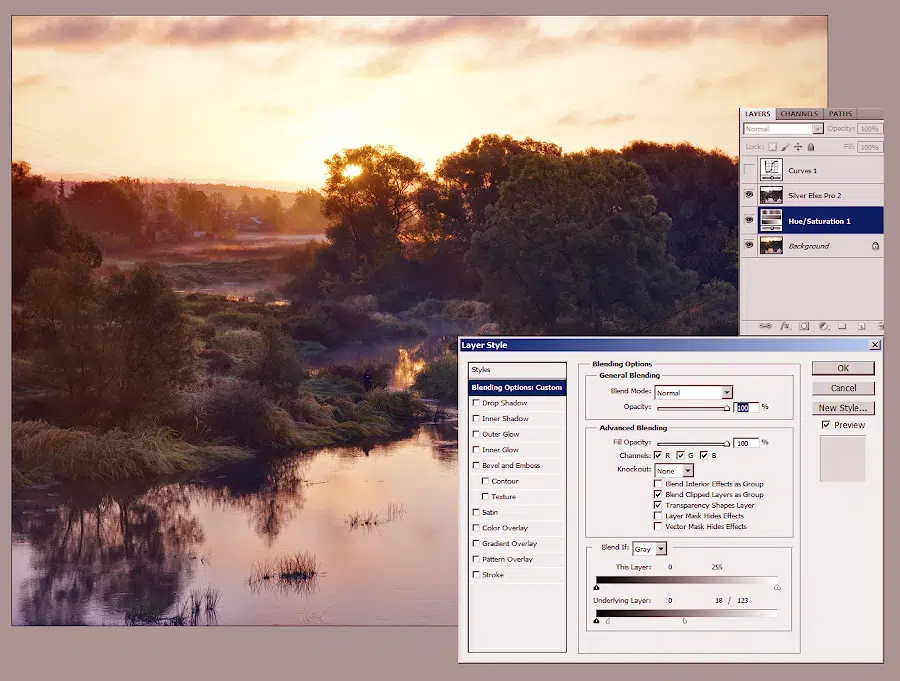 LAYERS CHANNELS PATHS
Normal Opacity: 100%
Lock: Fill: 100%
Curves 1
Silver Efex Pro 2
Hue/Saturation 1
Background
fx
Layer Style
Styles
Blending Options: Custom
Drop Shadow
Inner Shadow
Outer Glow
Inner Glow
Bevel and Emboss
Contour
Texture
Satin
Color Overlay
Gradient Overlay
Pattern Overlay
Stroke
Blending Options
General Blending
Blend Mode: Normal
Opacity: 100 %
Advanced Blending
Fill Opacity: 100 %
Channels: R G B
Knockout: None
Blend Interior Effects as Group
Blend Clipped Layers as Group
Transparency Shapes Layer
Layer Mask Hides Effects
Vector Mask Hides Effects
Blend If: Gray
This Layer: 0 255
Underlying Layer: 0 18 / 123
OK
Cancel
New Style...
Preview